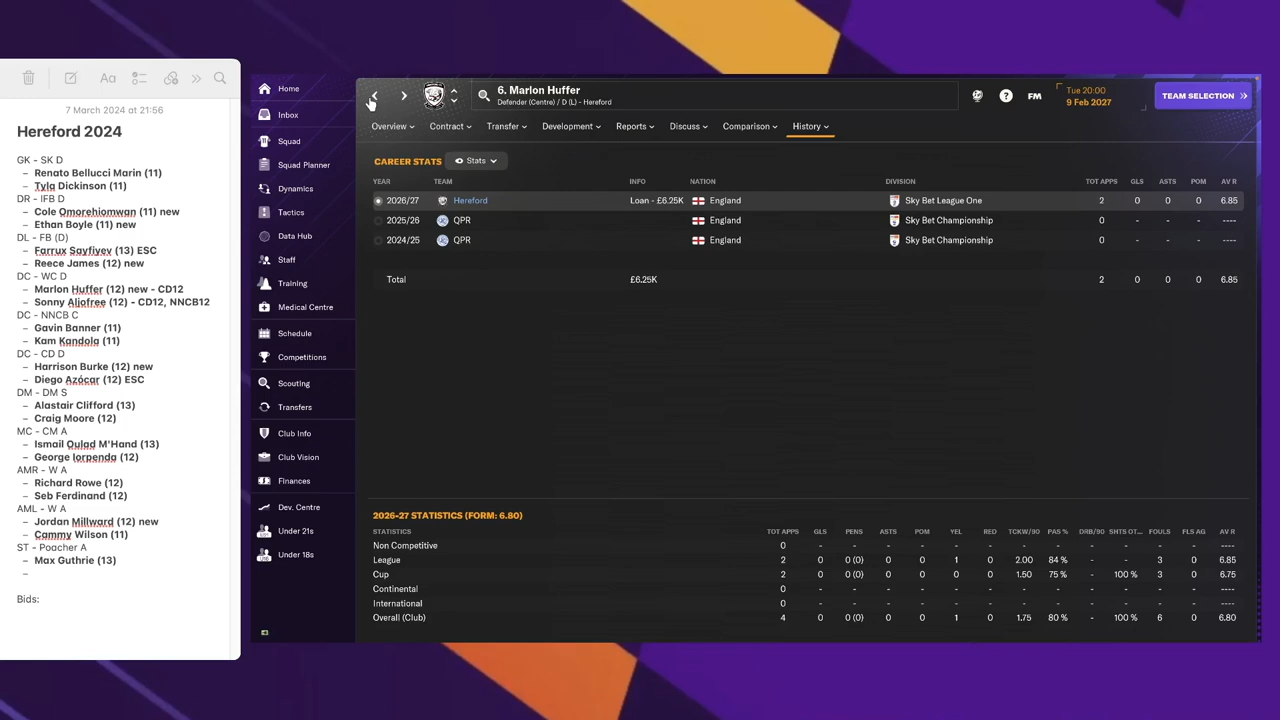 7 March 2024 at 21:56
Hereford 2024
GK - SK D
– Renato Bellucci Marin (11)
– Tyla Dickinson (11)
DR - IFB D
– Cole Omorehiomwan (11) new
– Ethan Boyle (11) new
DL - FB (D)
– Farrux Sayfiyev (13) ESC
– Reece James (12) new
DC - WC D
– Marlon Huffer (12) new - CD12
– Sonny Aljofree (12) - CD12, NNCB12
DC - NNCB C
– Gavin Banner (11)
– Kam Kandola (11)
DC - CD D
– Harrison Burke (12) new
– Diego Azócar (12) ESC
DM - DM S
– Alastair Clifford (13)
– Craig Moore (12)
MC - CM A
– Ismail Oulad M'Hand (13)
– George Iorpenda (12)
AMR - W A
– Richard Rowe (12)
– Seb Ferdinand (12)
AML - W A
– Jordan Millward (12) new
– Cammy Wilson (11)
ST - Poacher A
– Max Guthrie (13)
–
Bids:
Home
Inbox
Squad
Squad Planner
Dynamics
Tactics
Data Hub
Staff
Training
Medical Centre
Schedule
Competitions
Scouting
Transfers
Club Info
Club Vision
Finances
Dev. Centre
Under 21s
Under 18s
6. Marlon Huffer
Defender (Centre) / D (L) - Hereford
FM
Tue 20:00
9 Feb 2027
TEAM SELECTION
Overview Contract Transfer Development Reports Discuss Comparison History
CAREER STATS Stats
YEAR TEAM INFO NATION DIVISION TOT APPS GLS ASTS POM AV R
2026/27 Hereford Loan - £6.25K England Sky Bet League One 2 0 0 0 6.85
2025/26 QPR England Sky Bet Championship 0 0 0 0 ----
2024/25 QPR England Sky Bet Championship 0 0 0 0 ----
Total £6.25K 2 0 0 0 6.85
2026-27 STATISTICS (FORM: 6.80)
STATISTICS TOT APPS GLS PENS ASTS POM YEL RED TCKW/90 PAS % DRB/90 SHTS OT... FOULS FLS AG AV R
Non Competitive 0 - - - - - - - - - - - - ----
League 2 0 0 (0) 0 0 1 0 2.00 84 % - - 3 0 6.85
Cup 2 0 0 (0) 0 0 0 0 1.50 75 % - 100 % 3 0 6.75
Continental 0 - - - - - - - - - - - - ----
International 0 - - - - - - - - - - - - ----
Overall (Club) 4 0 0 (0) 0 0 1 0 1.75 80 % - 100 % 6 0 6.80